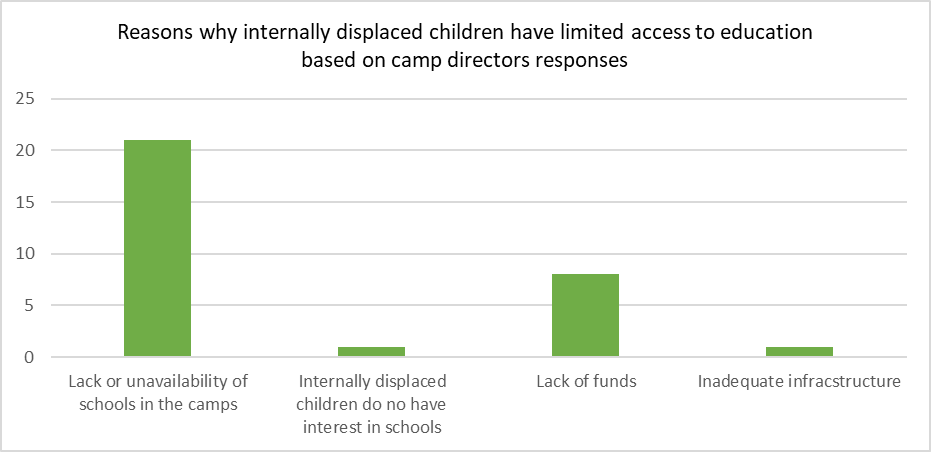 Reasons why internally displaced children have limited access to education
based on camp directors responses
25
20
15
10
5
0
Lack or unavailability of
schools in the camps
Internally displaced
children do no have
interest in schools
Lack of funds
Inadequate infracstructure